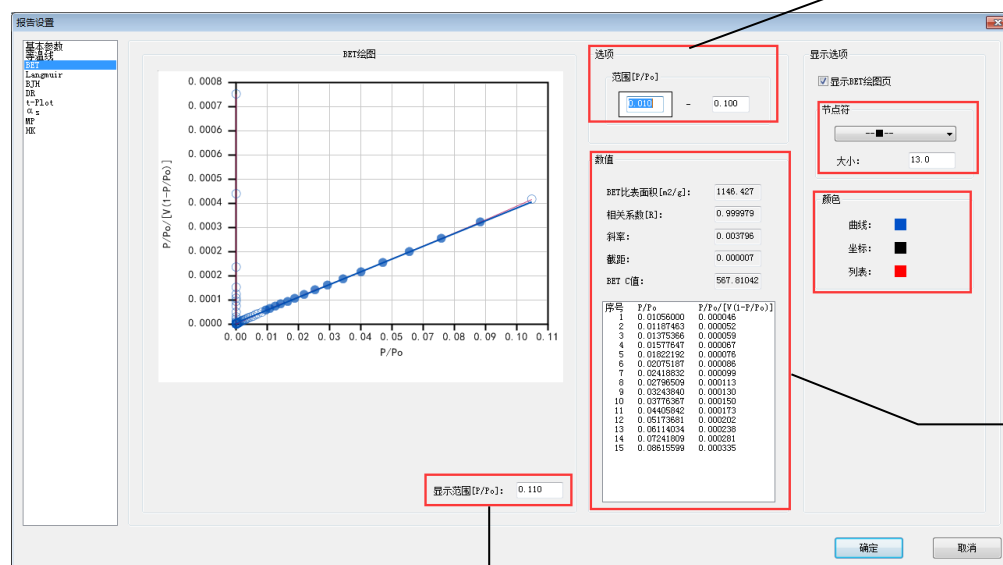 报告设置
基本参数
等温线
BET
Langmuir
BJH
DR
t-Plot
α s
MP
HK
BET绘图
0.0008
0.0007
0.0006
0.0006
0.0004
0.0003
0.0002
0.0002
0.0001
0.0000
0.00 0.01 0.02 0.03 0.04 0.05 0.07 0.08 0.09 0.10 0.11
P/Po
P/Po/[V(1-P/Po)]
显示范围[P/Po]: 0.110
选项
范围[P/Po]
0.010 - 0.100
数值
BET比表面积[m2/g]: 1146.427
相关系数[R]: 0.999979
斜率: 0.003796
截距: 0.000007
BET C值: 567.81042
序号 P/Po P/Po/[V(1-P/Po)]
1 0.01056000 0.000046
2 0.01187463 0.000052
3 0.01375366 0.000059
4 0.01577647 0.000067
5 0.01822192 0.000076
6 0.02075187 0.000086
7 0.02418832 0.000099
8 0.02796509 0.000113
9 0.03243840 0.000130
10 0.03776367 0.000150
11 0.04405842 0.000173
12 0.05173681 0.000202
13 0.06114034 0.000238
14 0.07241809 0.000281
15 0.08615599 0.000335
显示选项
显示BET绘图页
节点符
--■--
大小: 13.0
颜色
曲线:
坐标:
列表:
确定 取消